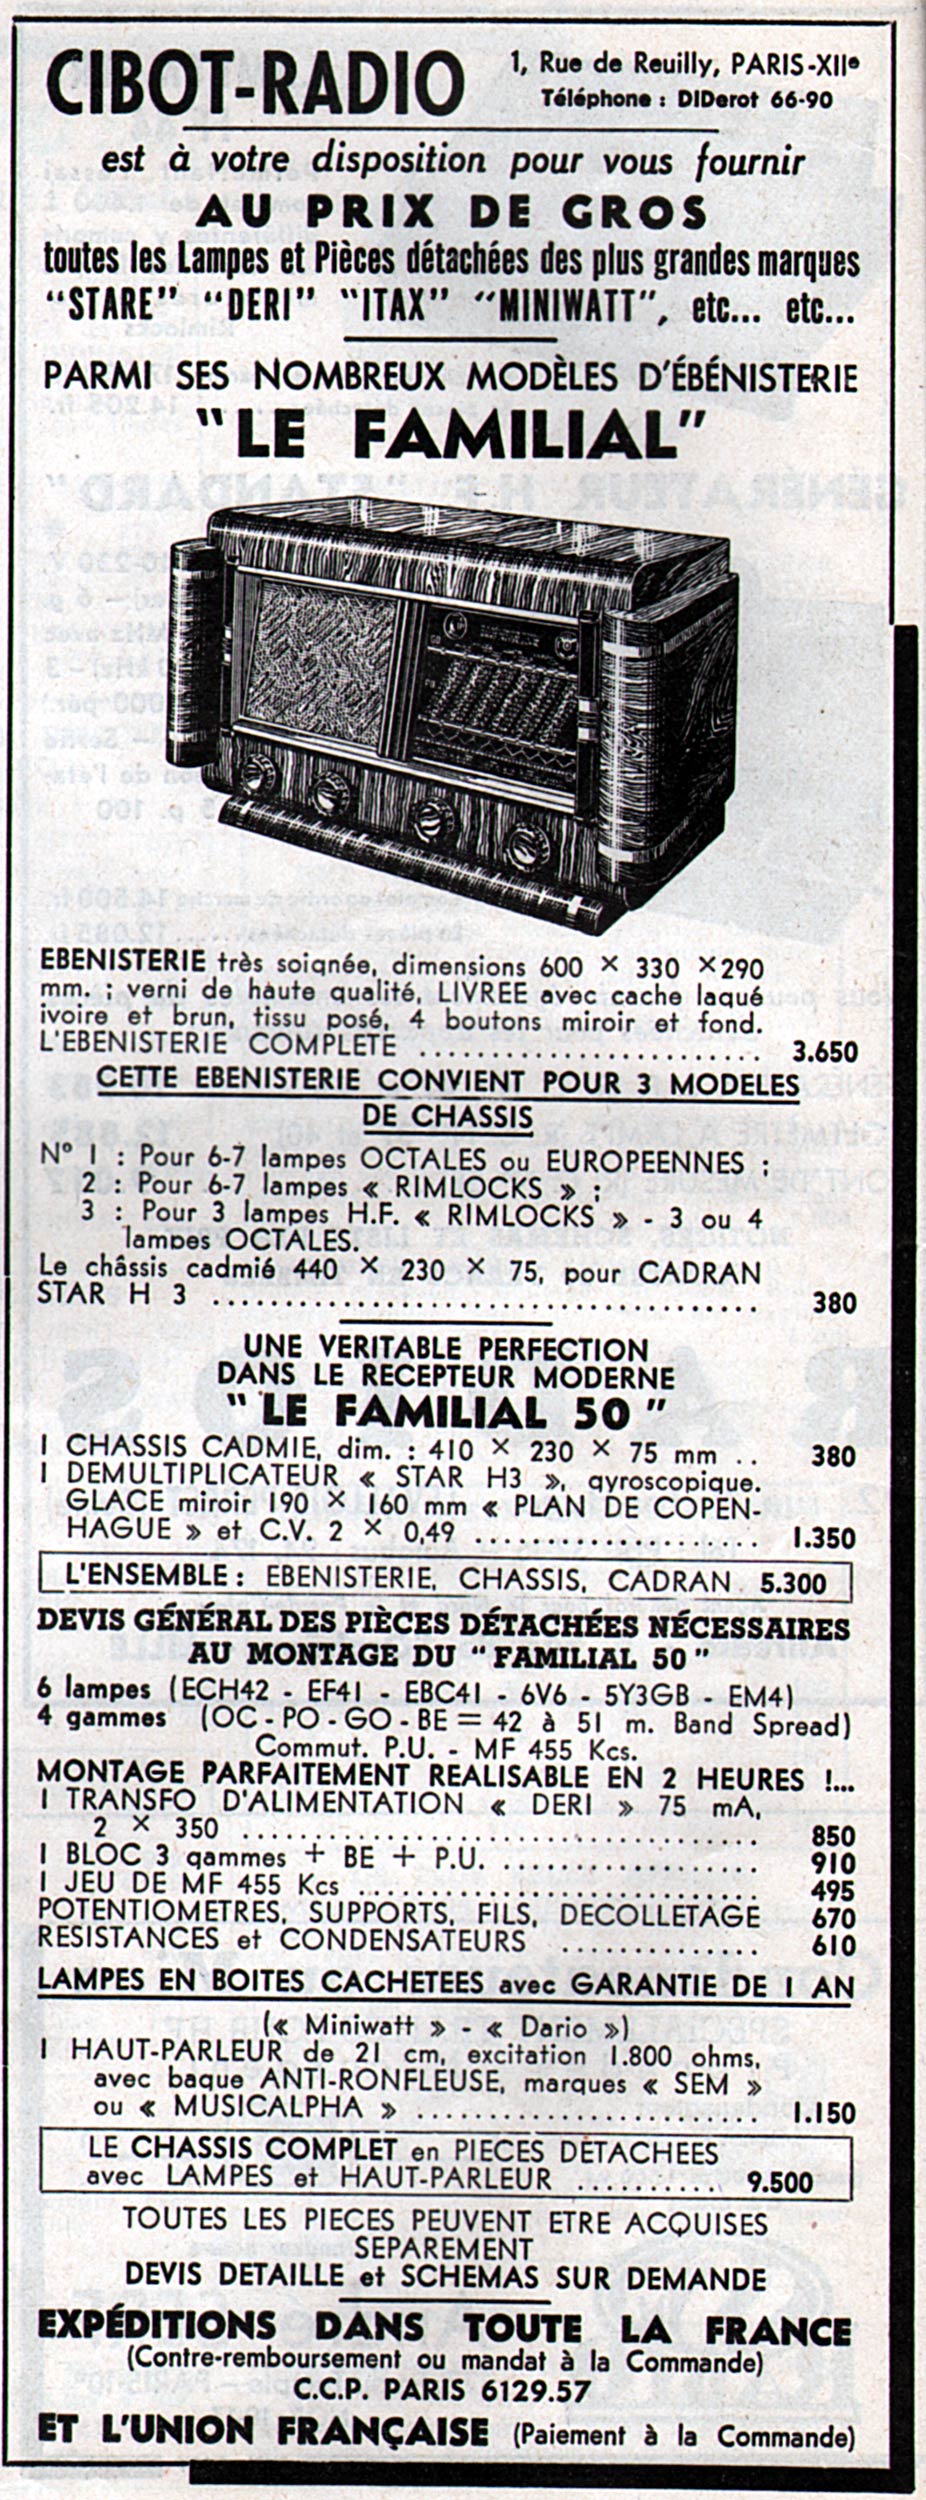 CIBOT-RADIO
1, Rue de Reuilly, PARIS-XIIe
Téléphone : DIDerot 66-90
est à votre disposition pour vous fournir
AU PRIX DE GROS
toutes les Lampes et Pièces détachées des plus grandes marques
"STARE" "DERI" "ITAX" "MINIWATT", etc... etc...
PARMI SES NOMBREUX MODÈLES D'ÉBÉNISTERIE
"LE FAMILIAL"
EBENISTERIE très soignée, dimensions 600 × 330 × 290
mm. ; verni de haute qualité, LIVREE avec cache laqué
ivoire et brun, tissu posé, 4 boutons miroir et fond.
L'EBENISTERIE COMPLETE ........................ 3.650
CETTE EBENISTERIE CONVIENT POUR 3 MODELES
DE CHASSIS
N° 1 : Pour 6-7 lampes OCTALES ou EUROPEENNES ;
2 : Pour 6-7 lampes « RIMLOCKS » ;
3 : Pour 3 lampes H.F. « RIMLOCKS » - 3 ou 4
lampes OCTALES.
Le châssis cadmié 440 × 230 × 75, pour CADRAN
STAR H 3 ...................................... 380
UNE VERITABLE PERFECTION
DANS LE RECEPTEUR MODERNE
"LE FAMILIAL 50"
1 CHASSIS CADMIE, dim. : 410 × 230 × 75 mm .. 380
1 DEMULTIPLICATEUR « STAR H3 », gyroscopique.
GLACE miroir 190 × 160 mm « PLAN DE COPEN-
HAGUE » et C.V. 2 × 0,49 .................... 1.350
L'ENSEMBLE : EBENISTERIE, CHASSIS, CADRAN . 5.300
DEVIS GÉNÉRAL DES PIÈCES DÉTACHÉES NÉCESSAIRES
AU MONTAGE DU "FAMILIAL 50"
6 lampes (ECH42 - EF41 - EBC41 - 6V6 - 5Y3GB - EM4)
4 gammes (OC - PO - GO - BE = 42 à 51 m. Band Spread)
Commut. P.U. - MF 455 Kcs.
MONTAGE PARFAITEMENT REALISABLE EN 2 HEURES !...
1 TRANSFO D'ALIMENTATION « DERI » 75 mA,
2 × 350 ...................................... 850
1 BLOC 3 gammes + BE + P.U. .................. 910
1 JEU DE MF 455 Kcs ............................ 495
POTENTIOMETRES, SUPPORTS, FILS, DECOLLETAGE 670
RESISTANCES et CONDENSATEURS .............. 610
LAMPES EN BOITES CACHETEES avec GARANTIE DE 1 AN
(« Miniwatt » - « Dario »)
1 HAUT-PARLEUR de 21 cm, excitation 1.800 ohms,
avec bague ANTI-RONFLEUSE, marques « SEM »
ou « MUSICALPHA » ........................ 1.150
LE CHASSIS COMPLET en PIECES DETACHEES
avec LAMPES et HAUT-PARLEUR .......... 9.500
TOUTES LES PIECES PEUVENT ETRE ACQUISES
SEPAREMENT
DEVIS DETAILLE et SCHEMAS SUR DEMANDE
EXPÉDITIONS DANS TOUTE LA FRANCE
(Contre-remboursement ou mandat à la Commande)
C.C.P. PARIS 6129.57
ET L'UNION FRANÇAISE (Paiement à la Commande)